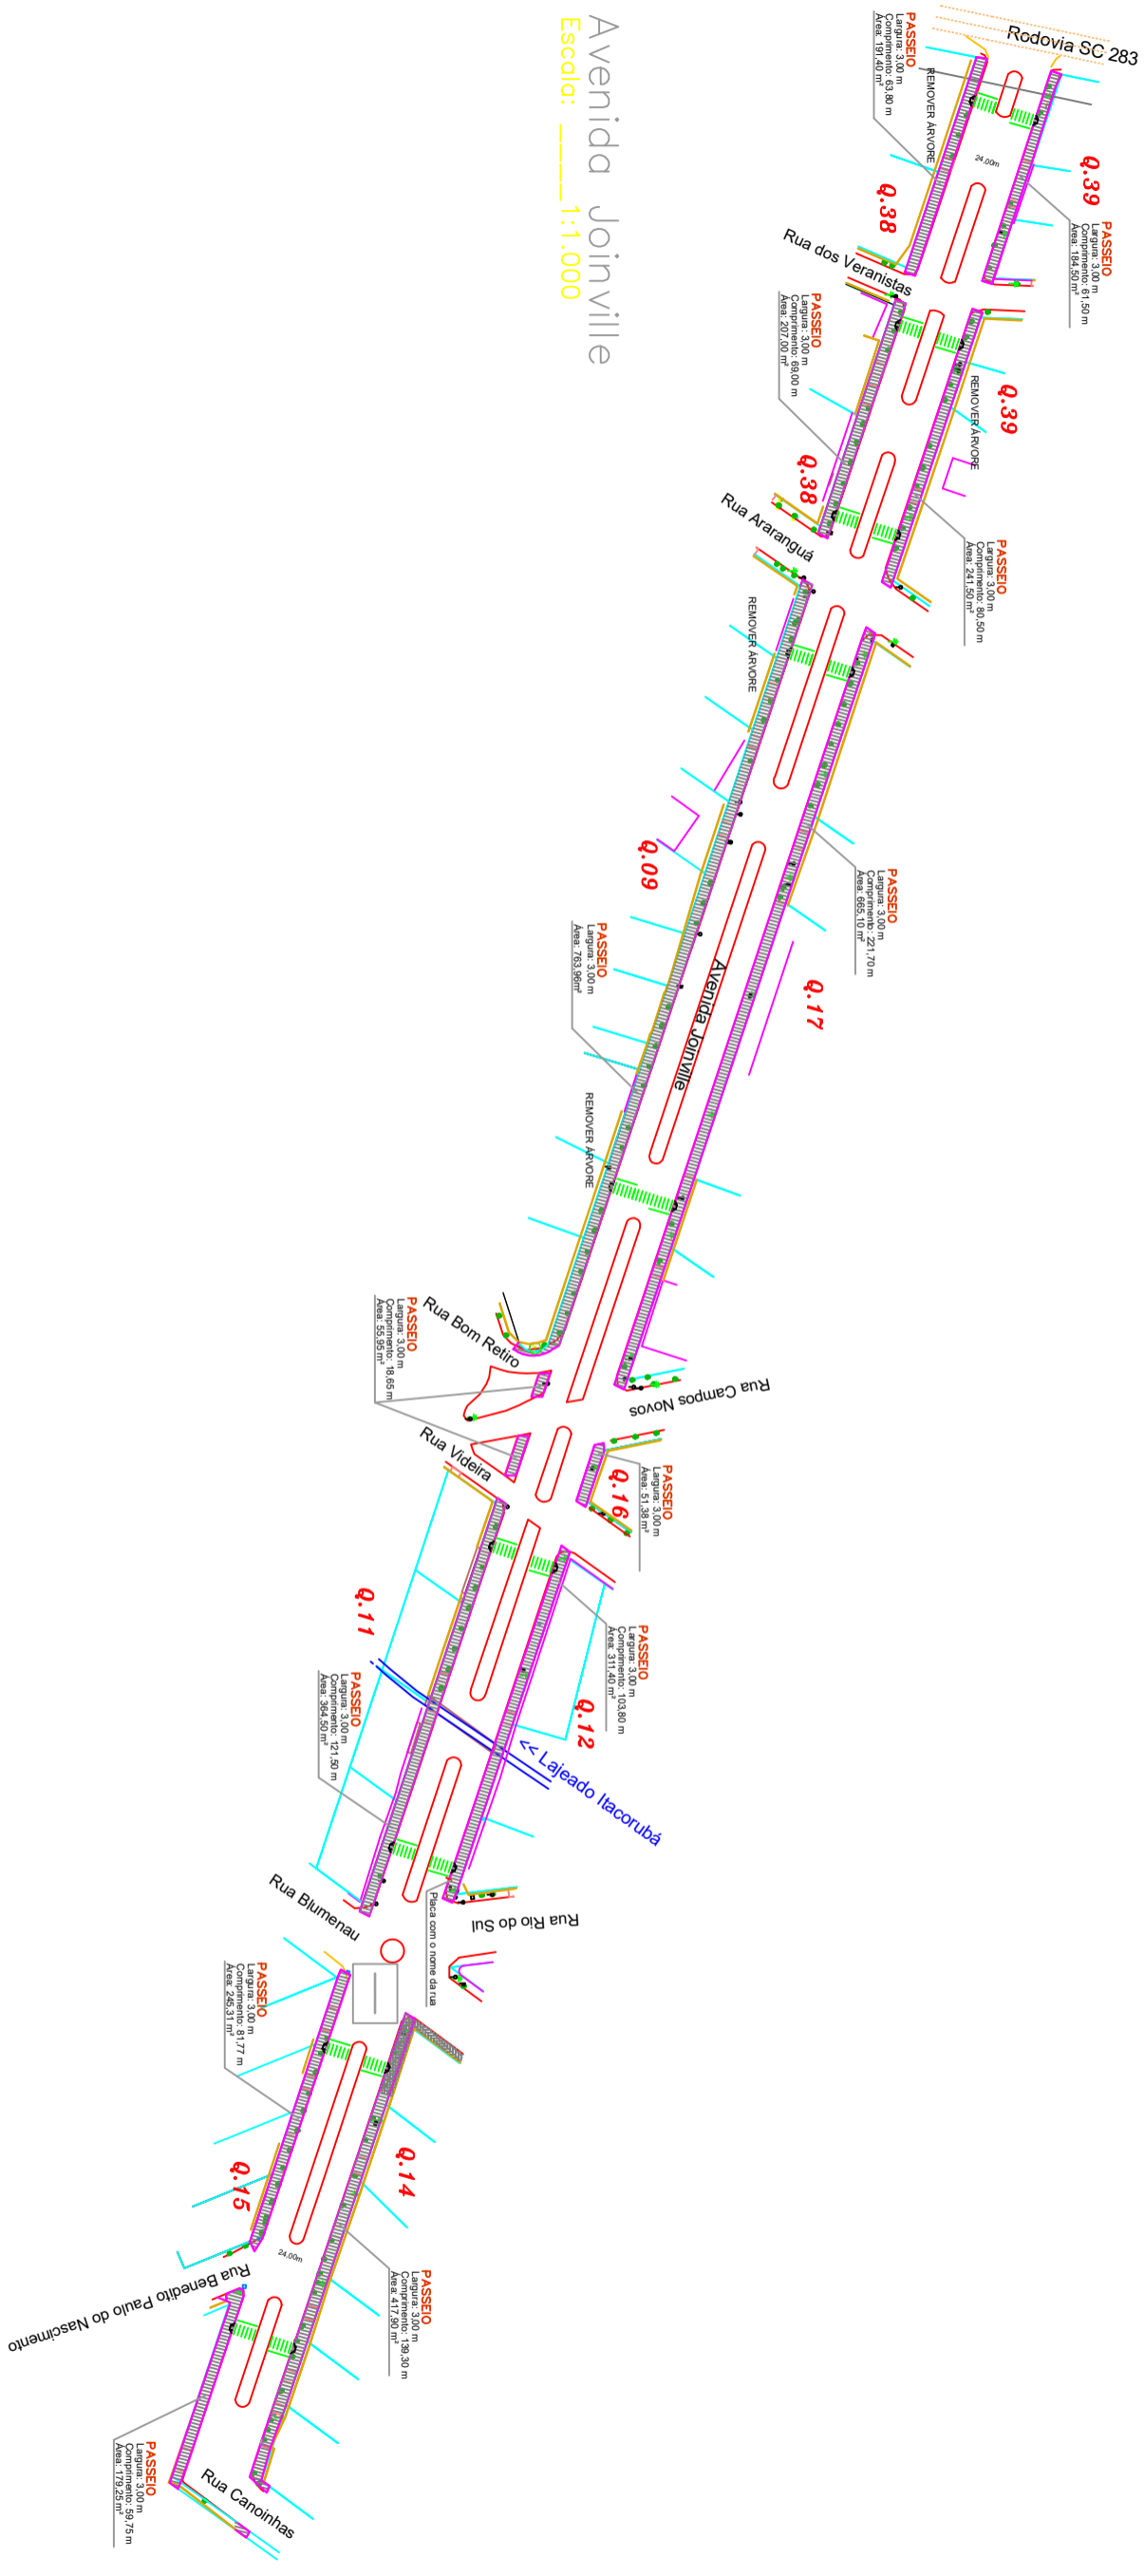 Rodovia SC 283
PASSEIO
Largura: 3,00 m
Comprimento: 63,80 m
Área: 191,40 m²
REMOVER ÁRVORE
24,00m
Q.39
Q.38
PASSEIO
Largura: 3,00 m
Comprimento: 61,50 m
Área: 184,50 m²
Avenida Joinville
Escala: ____1:1.000
Rua dos Veranistas
PASSEIO
Largura: 3,00 m
Comprimento: 69,00 m
Área: 207,00 m²
REMOVER ÁRVORE
Q.39
Q.38
Rua Araranguá
PASSEIO
Largura: 3,00 m
Comprimento: 80,50 m
Área: 241,50 m²
REMOVER ÁRVORE
Q.09
PASSEIO
Largura: 3,00 m
Comprimento: 221,70 m
Área: 665,10 m²
PASSEIO
Largura: 3,00 m
Área: 763,96m²
Avenida Joinville
Q.17
REMOVER ÁRVORE
PASSEIO
Largura: 3,00 m
Comprimento: 18,65 m
Área: 55,95 m²
Rua Bom Retiro
Rua Campos Novos
Rua Videira
Q.16
PASSEIO
Largura: 3,00 m
Área: 51,38 m²
Q.11
PASSEIO
Largura: 3,00 m
Comprimento: 103,80 m
Área: 311,40 m²
Q.12
PASSEIO
Largura: 3,00 m
Comprimento: 121,50 m
Área: 364,50 m²
<< Lajeado Itacorubá
Rua Blumenau
Placa com o nome da rua
Rua Rio do Sul
PASSEIO
Largura: 3,00 m
Comprimento: 81,77 m
Área: 245,31 m²
Q.15
Q.14
24,00m
Rua Benedito Paulo do Nascimento
PASSEIO
Largura: 3,00 m
Comprimento: 139,30 m
Área: 417,90 m²
PASSEIO
Largura: 3,00 m
Comprimento: 59,75 m
Área: 179,25 m²
Rua Canoinhas